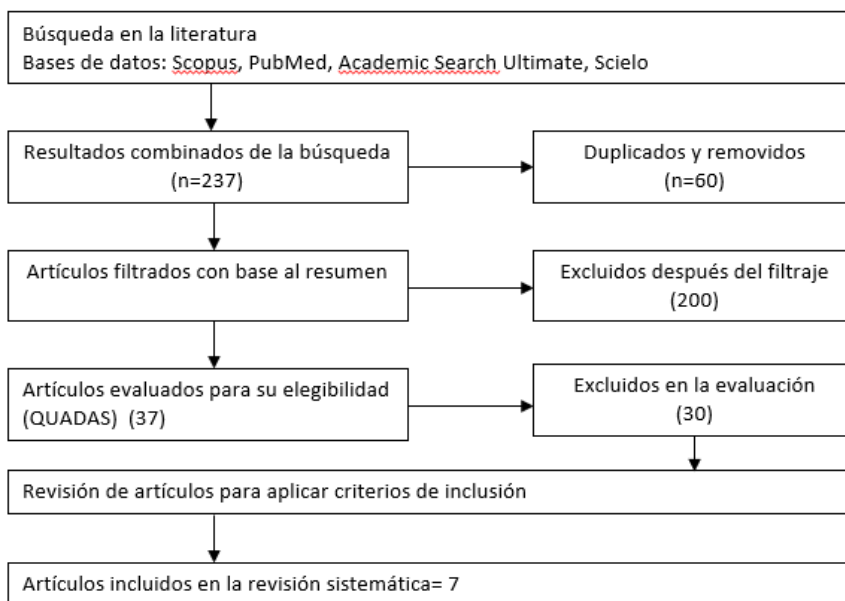 Búsqueda en la literatura
Bases de datos: Scopus, PubMed, Academic Search Ultimate, Scielo
Resultados combinados de la búsqueda
(n=237)
Duplicados y removidos
(n=60)
Artículos filtrados con base al resumen
Excluidos después del filtraje
(200)
Artículos evaluados para su elegibilidad
(QUADAS) (37)
Excluidos en la evaluación
(30)
Revisión de artículos para aplicar criterios de inclusión
Artículos incluidos en la revisión sistemática= 7